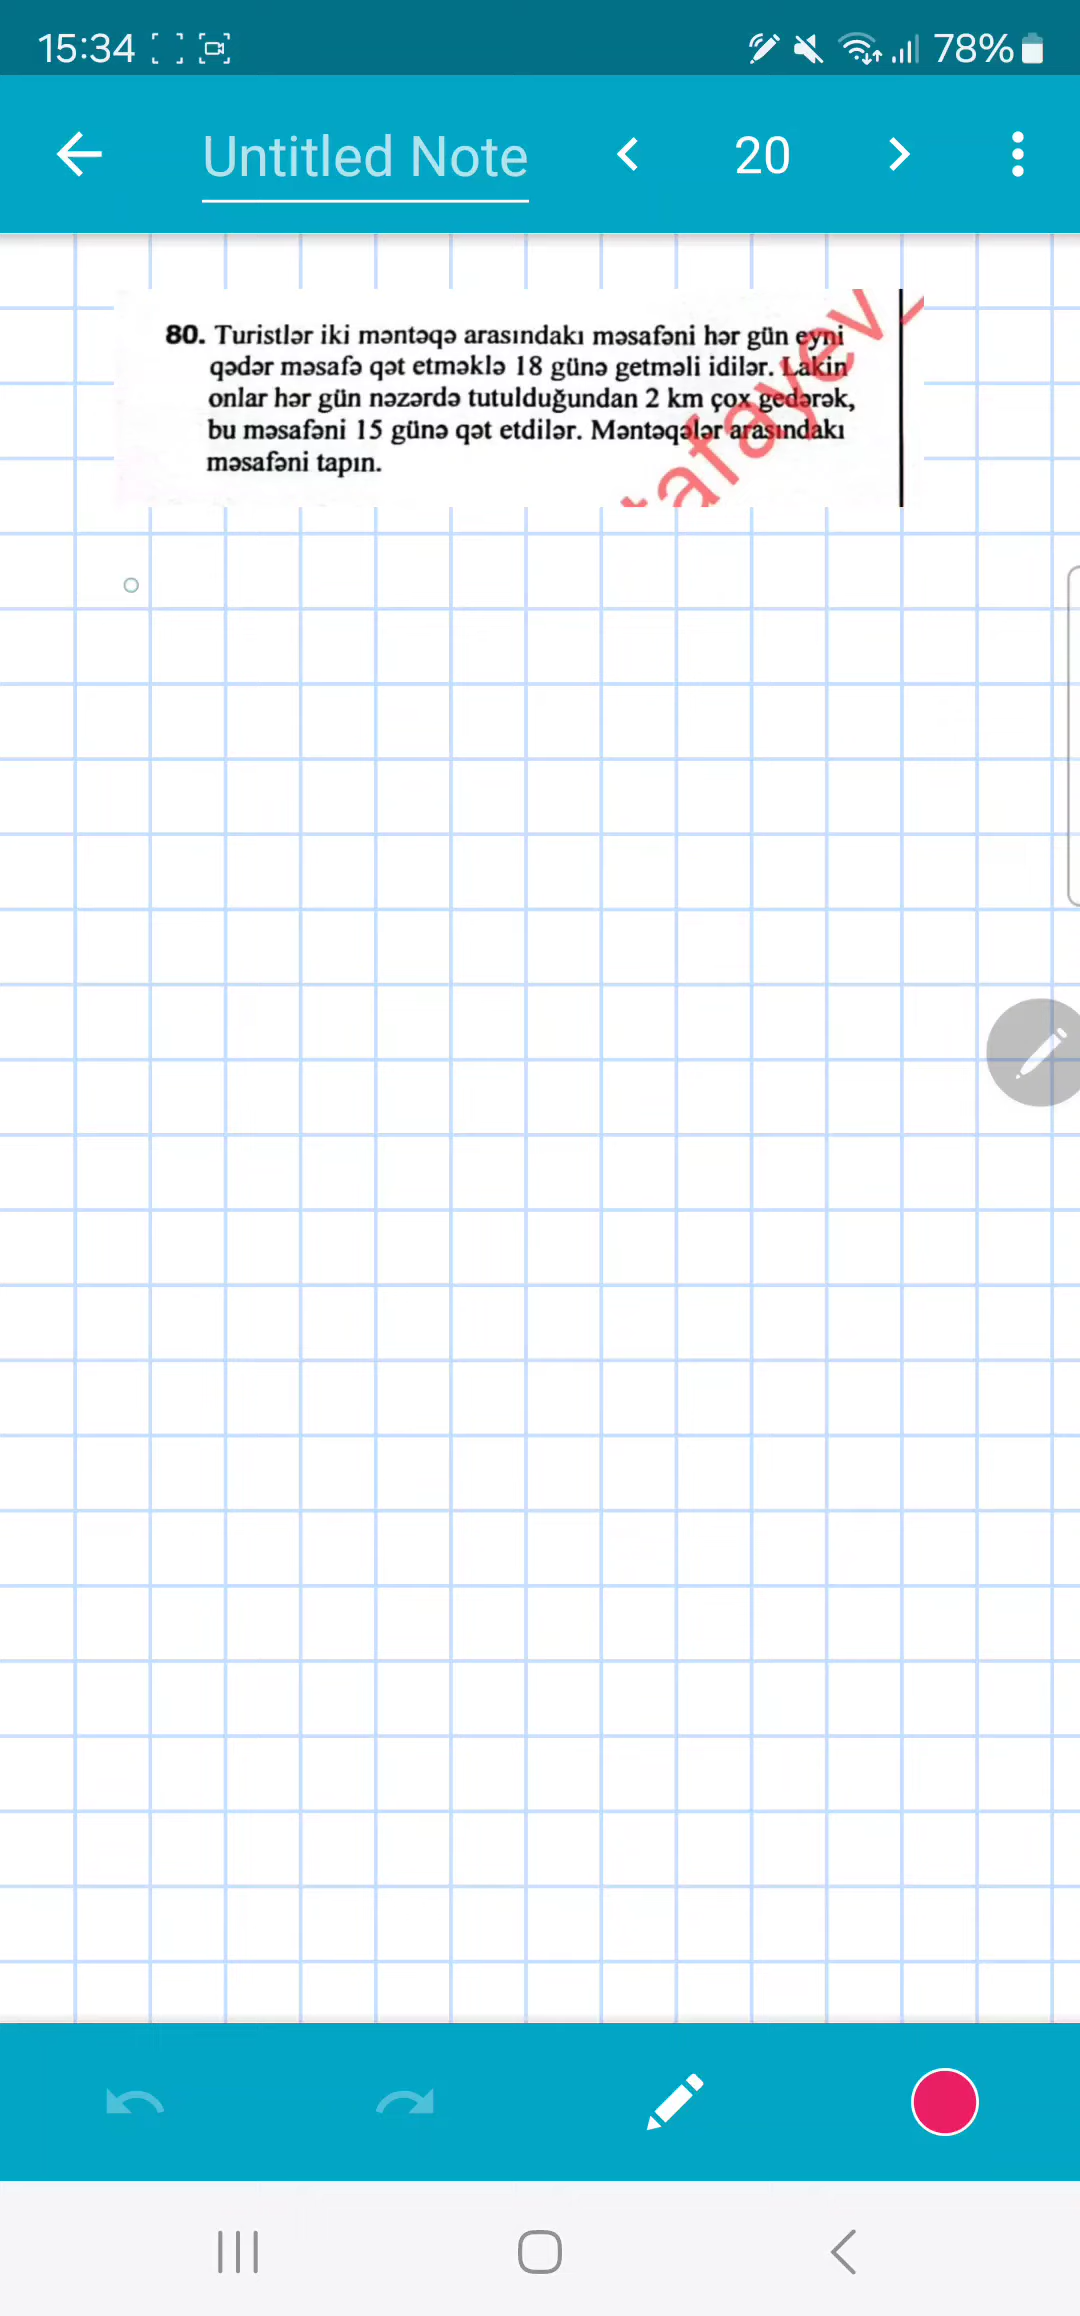 15:34 78%
Untitled Note 20
80. Turistlər iki məntəqə arasındakı məsafəni hər gün eyni
qədər məsafə qət etməklə 18 günə getməli idilər. Lakin
onlar hər gün nəzərdə tutulduğundan 2 km çox gedərək,
bu məsafəni 15 günə qət etdilər. Məntəqələr arasındakı
məsafəni tapın.
afayev